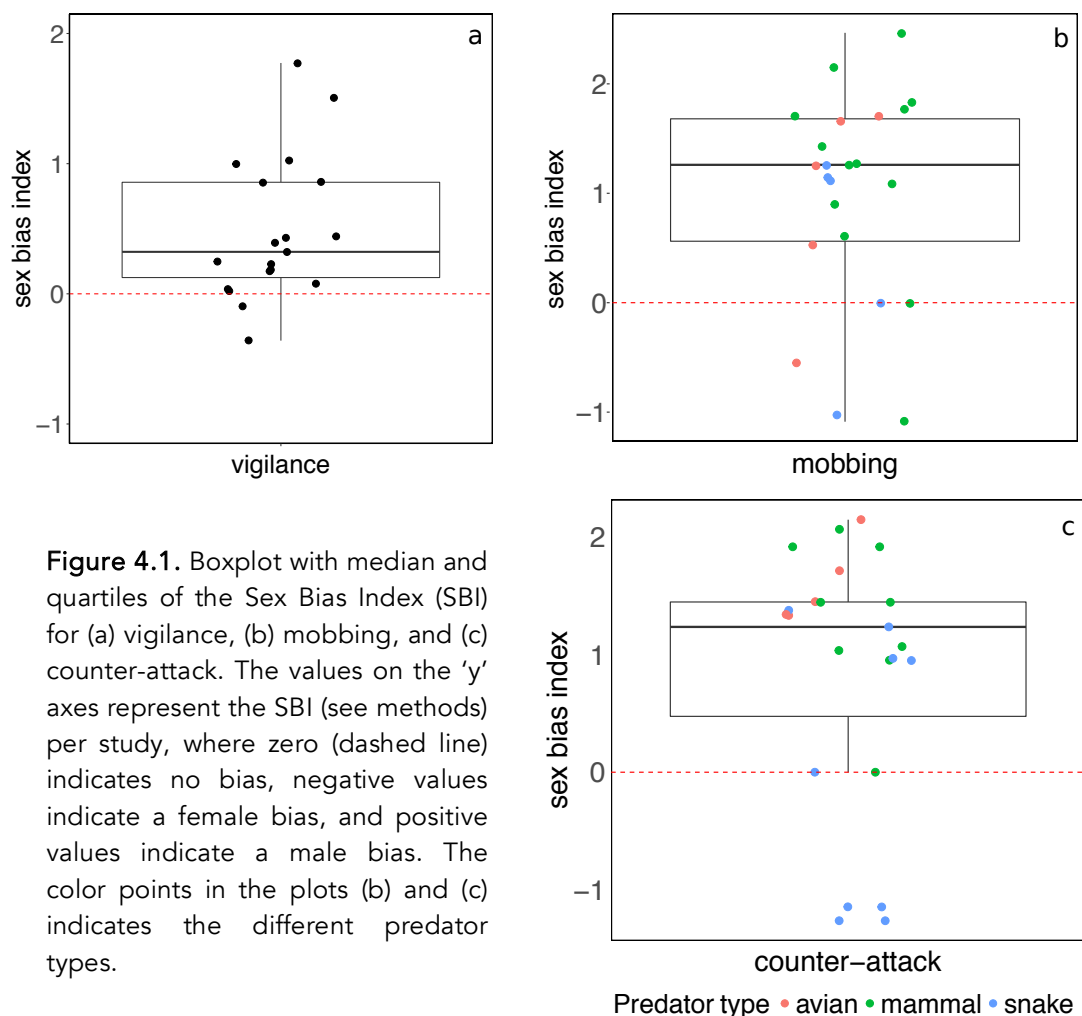 a
2
1
0
−1
sex bias index
vigilance
b
2
1
0
−1
sex bias index
mobbing
Figure 4.1. Boxplot with median and
quartiles of the Sex Bias Index (SBI)
for (a) vigilance, (b) mobbing, and (c)
counter-attack. The values on the ‘y’
axes represent the SBI (see methods)
per study, where zero (dashed line)
indicates no bias, negative values
indicate a female bias, and positive
values indicate a male bias. The
color points in the plots (b) and (c)
indicates the different predator
types.
c
2
1
0
−1
sex bias index
counter−attack
Predator type avian mammal snake